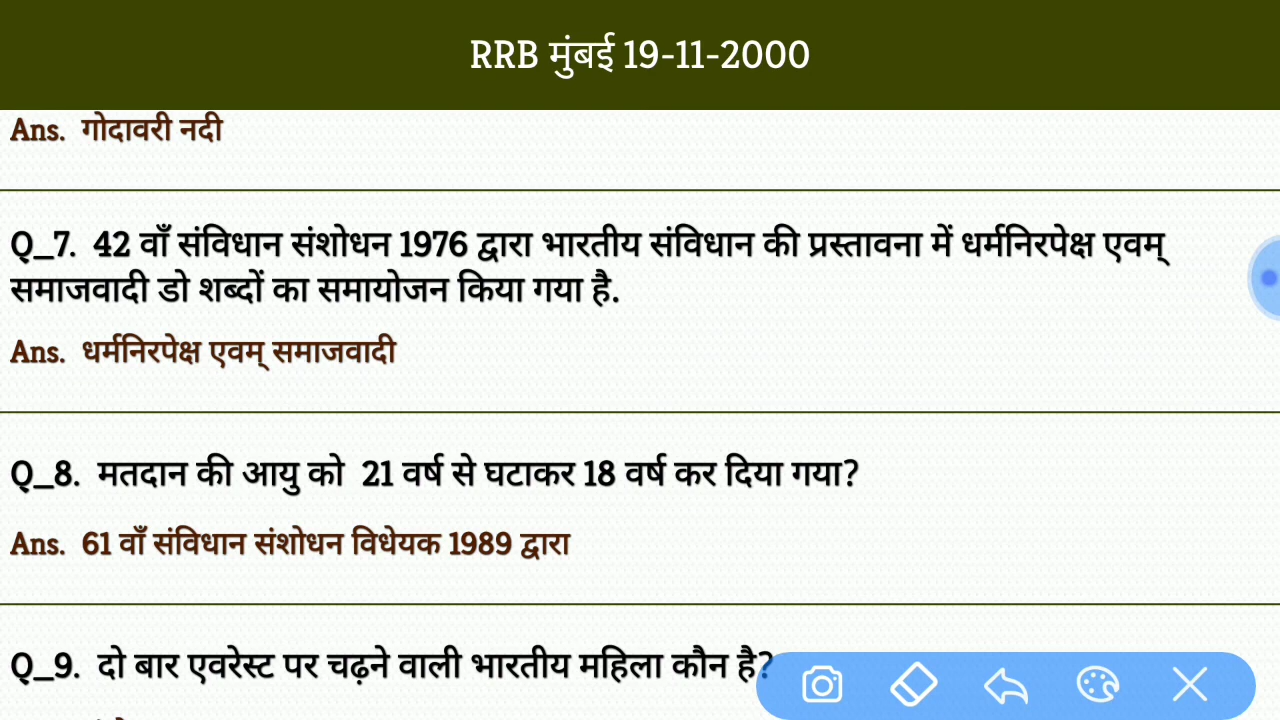 RRB मुंबई 19-11-2000
Ans. गोदावरी नदी
Q_7. 42 वाँ संविधान संशोधन 1976 द्वारा भारतीय संविधान की प्रस्तावना में धर्मनिरपेक्ष एवम्
समाजवादी डो शब्दों का समायोजन किया गया है.
Ans. धर्मनिरपेक्ष एवम् समाजवादी
Q_8. मतदान की आयु को 21 वर्ष से घटाकर 18 वर्ष कर दिया गया?
Ans. 61 वाँ संविधान संशोधन विधेयक 1989 द्वारा
Q_9. दो बार एवरेस्ट पर चढ़ने वाली भारतीय महिला कौन है?